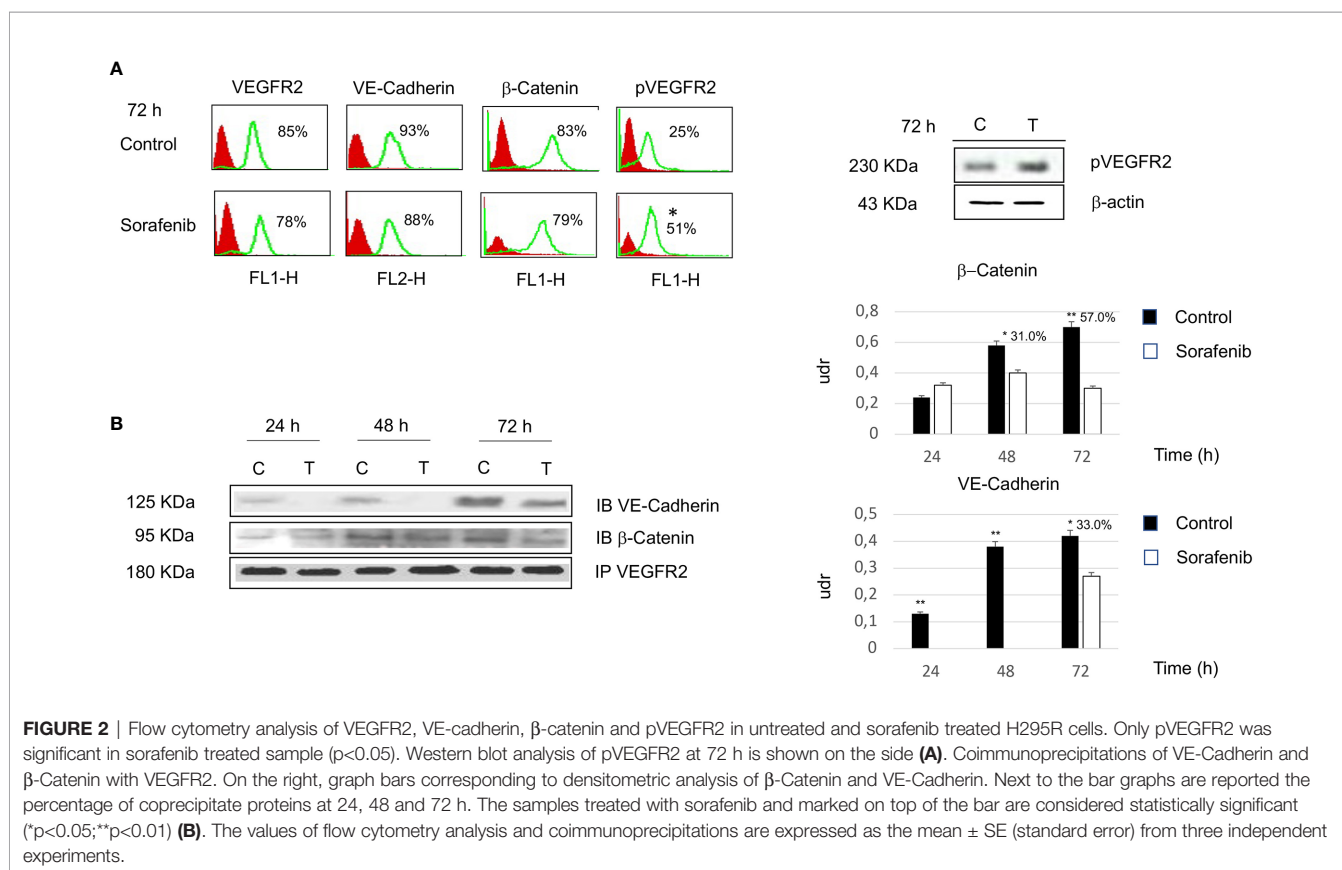 A
VEGFR2 VE-Cadherin β-Catenin pVEGFR2
72 h
Control
85% 93% 83% 25%
Sorafenib
78% 88% 79% * 51%
FL1-H FL2-H FL1-H FL1-H
72 h C T
230 KDa pVEGFR2
43 KDa β-actin
β–Catenin
0,8
0,6
0,4
0,2
0
udr
* 31.0%
** 57.0%
Control
Sorafenib
24 48 72 Time (h)
B
24 h 48 h 72 h
C T C T C T
125 KDa IB VE-Cadherin
95 KDa IB β-Catenin
180 KDa IP VEGFR2
VE-Cadherin
0,5
0,4
0,3
0,2
0,1
0
udr
**
**
* 33.0%
Control
Sorafenib
24 48 72 Time (h)
FIGURE 2 | Flow cytometry analysis of VEGFR2, VE-cadherin, β-catenin and pVEGFR2 in untreated and sorafenib treated H295R cells. Only pVEGFR2 was
significant in sorafenib treated sample (p<0.05). Western blot analysis of pVEGFR2 at 72 h is shown on the side (A). Coimmunoprecipitations of VE-Cadherin and
β-Catenin with VEGFR2. On the right, graph bars corresponding to densitometric analysis of β-Catenin and VE-Cadherin. Next to the bar graphs are reported the
percentage of coprecipitate proteins at 24, 48 and 72 h. The samples treated with sorafenib and marked on top of the bar are considered statistically significant
(*p<0.05;**p<0.01) (B). The values of flow cytometry analysis and coimmunoprecipitations are expressed as the mean ± SE (standard error) from three independent
experiments.